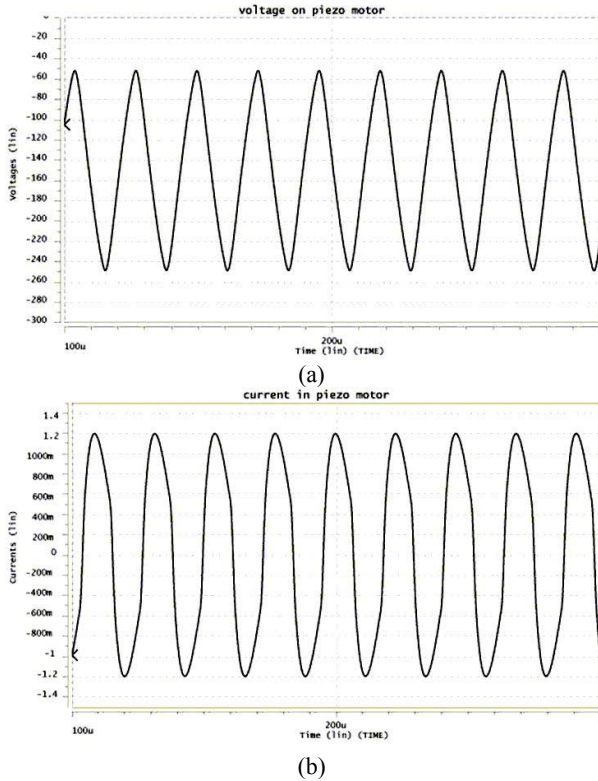 voltage on piezo motor
0
-20
-40
-60
-80
-100
-120
-140
-160
-180
-200
-220
-240
-260
-280
-300
Voltages (lin)
100u
200u
Time (lin) (TIME)
(a)
current in piezo motor
1.4
1.2
1000m
800m
600m
400m
200m
0
-200m
-400m
-600m
-800m
-1
-1.2
-1.4
Currents (lin)
100u
200u
Time (lin) (TIME)
(b)